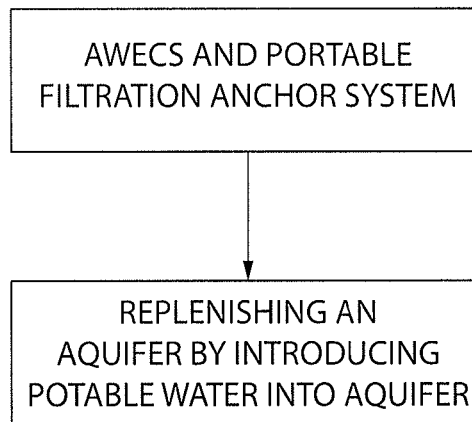 AWECS AND PORTABLE
FILTRATION ANCHOR SYSTEM
REPLENISHING AN
AQUIFER BY INTRODUCING
POTABLE WATER INTO AQUIFER